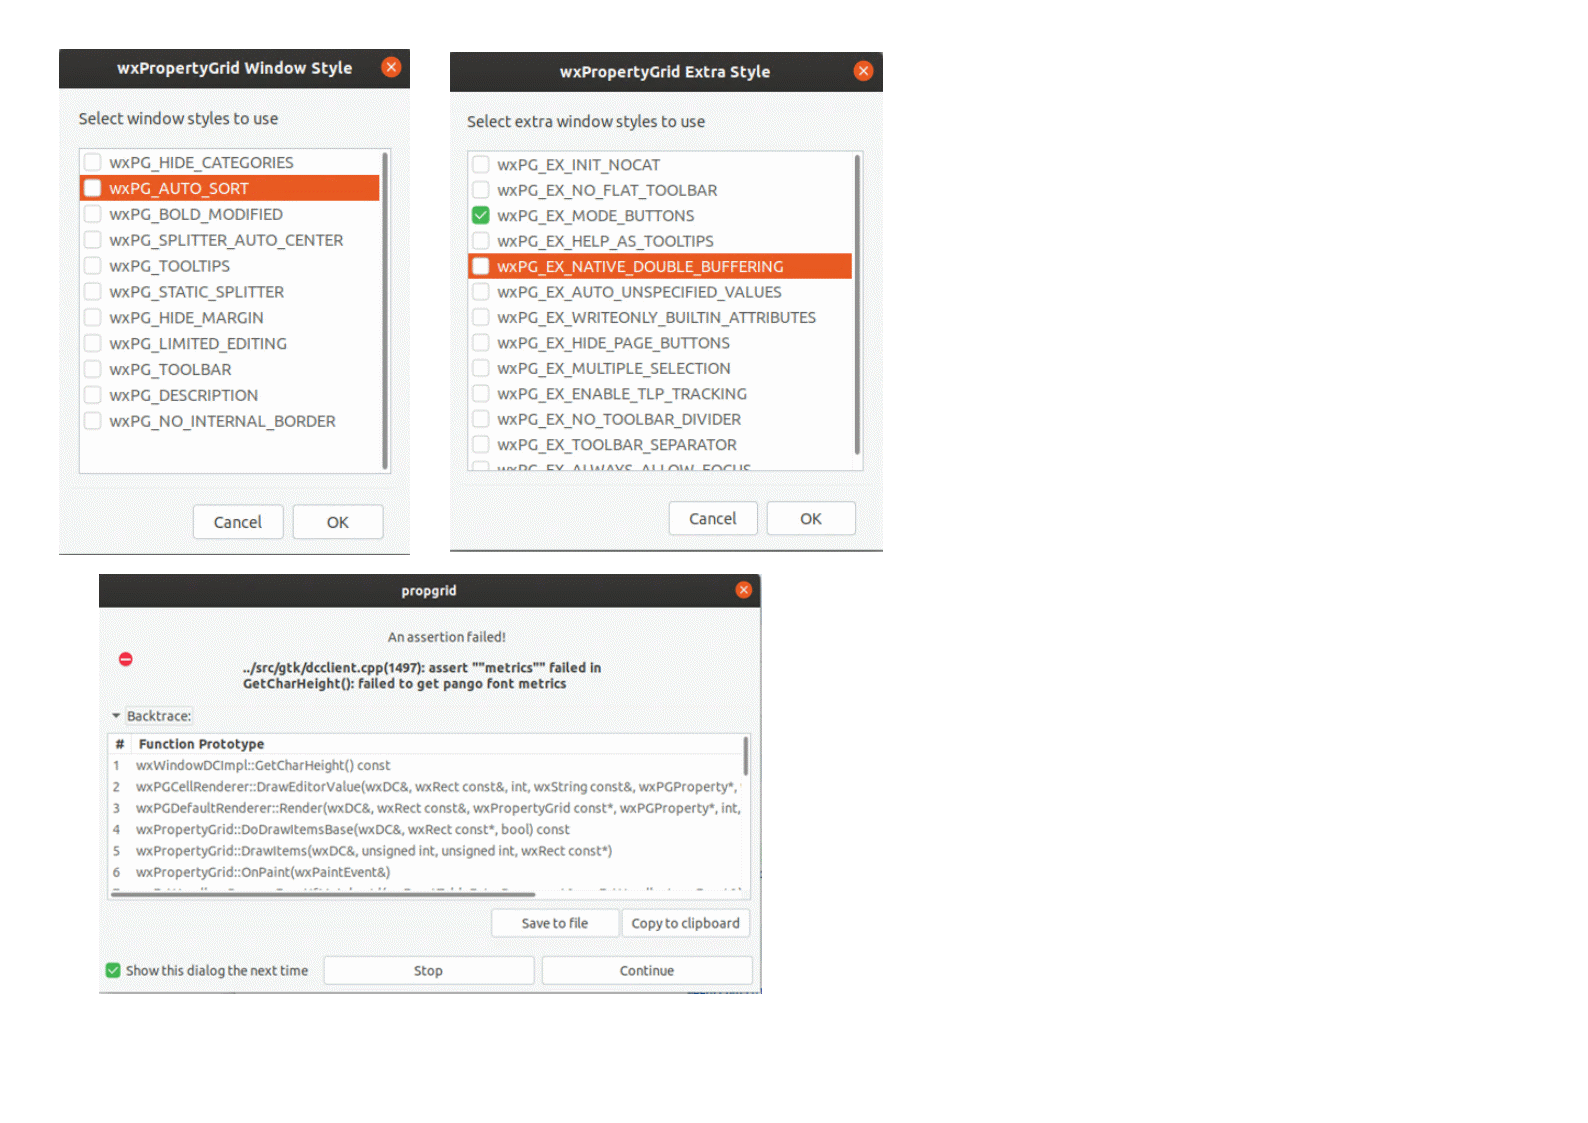 wxPropertyGrid Window Style
Select window styles to use
wxPG_HIDE_CATEGORIES
wxPG_AUTO_SORT
wxPG_BOLD_MODIFIED
wxPG_SPLITTER_AUTO_CENTER
wxPG_TOOLTIPS
wxPG_STATIC_SPLITTER
wxPG_HIDE_MARGIN
wxPG_LIMITED_EDITING
wxPG_TOOLBAR
wxPG_DESCRIPTION
wxPG_NO_INTERNAL_BORDER
Cancel OK
wxPropertyGrid Extra Style
Select extra window styles to use
wxPG_EX_INIT_NOCAT
wxPG_EX_NO_FLAT_TOOLBAR
wxPG_EX_MODE_BUTTONS
wxPG_EX_HELP_AS_TOOLTIPS
wxPG_EX_NATIVE_DOUBLE_BUFFERING
wxPG_EX_AUTO_UNSPECIFIED_VALUES
wxPG_EX_WRITEONLY_BUILTIN_ATTRIBUTES
wxPG_EX_HIDE_PAGE_BUTTONS
wxPG_EX_MULTIPLE_SELECTION
wxPG_EX_ENABLE_TLP_TRACKING
wxPG_EX_NO_TOOLBAR_DIVIDER
wxPG_EX_TOOLBAR_SEPARATOR
wxPG_EX_ALWAYS_ALLOW_FOCUS
Cancel OK
propgrid
An assertion failed!
../src/gtk/dcclient.cpp(1497): assert ""metrics"" failed in
GetCharHeight(): failed to get pango font metrics
Backtrace:
# Function Prototype
1 wxWindowDCImpl::GetCharHeight() const
2 wxPGCellRenderer::DrawEditorValue(wxDC&, wxRect const&, int, wxString const&, wxPGProperty*,
3 wxPGDefaultRenderer::Render(wxDC&, wxRect const&, wxPropertyGrid const*, wxPGProperty*, int,
4 wxPropertyGrid::DoDrawItemsBase(wxDC&, wxRect const*, bool) const
5 wxPropertyGrid::DrawItems(wxDC&, unsigned int, unsigned int, wxRect const*)
6 wxPropertyGrid::OnPaint(wxPaintEvent&)
Save to file Copy to clipboard
Show this dialog the next time Stop Continue